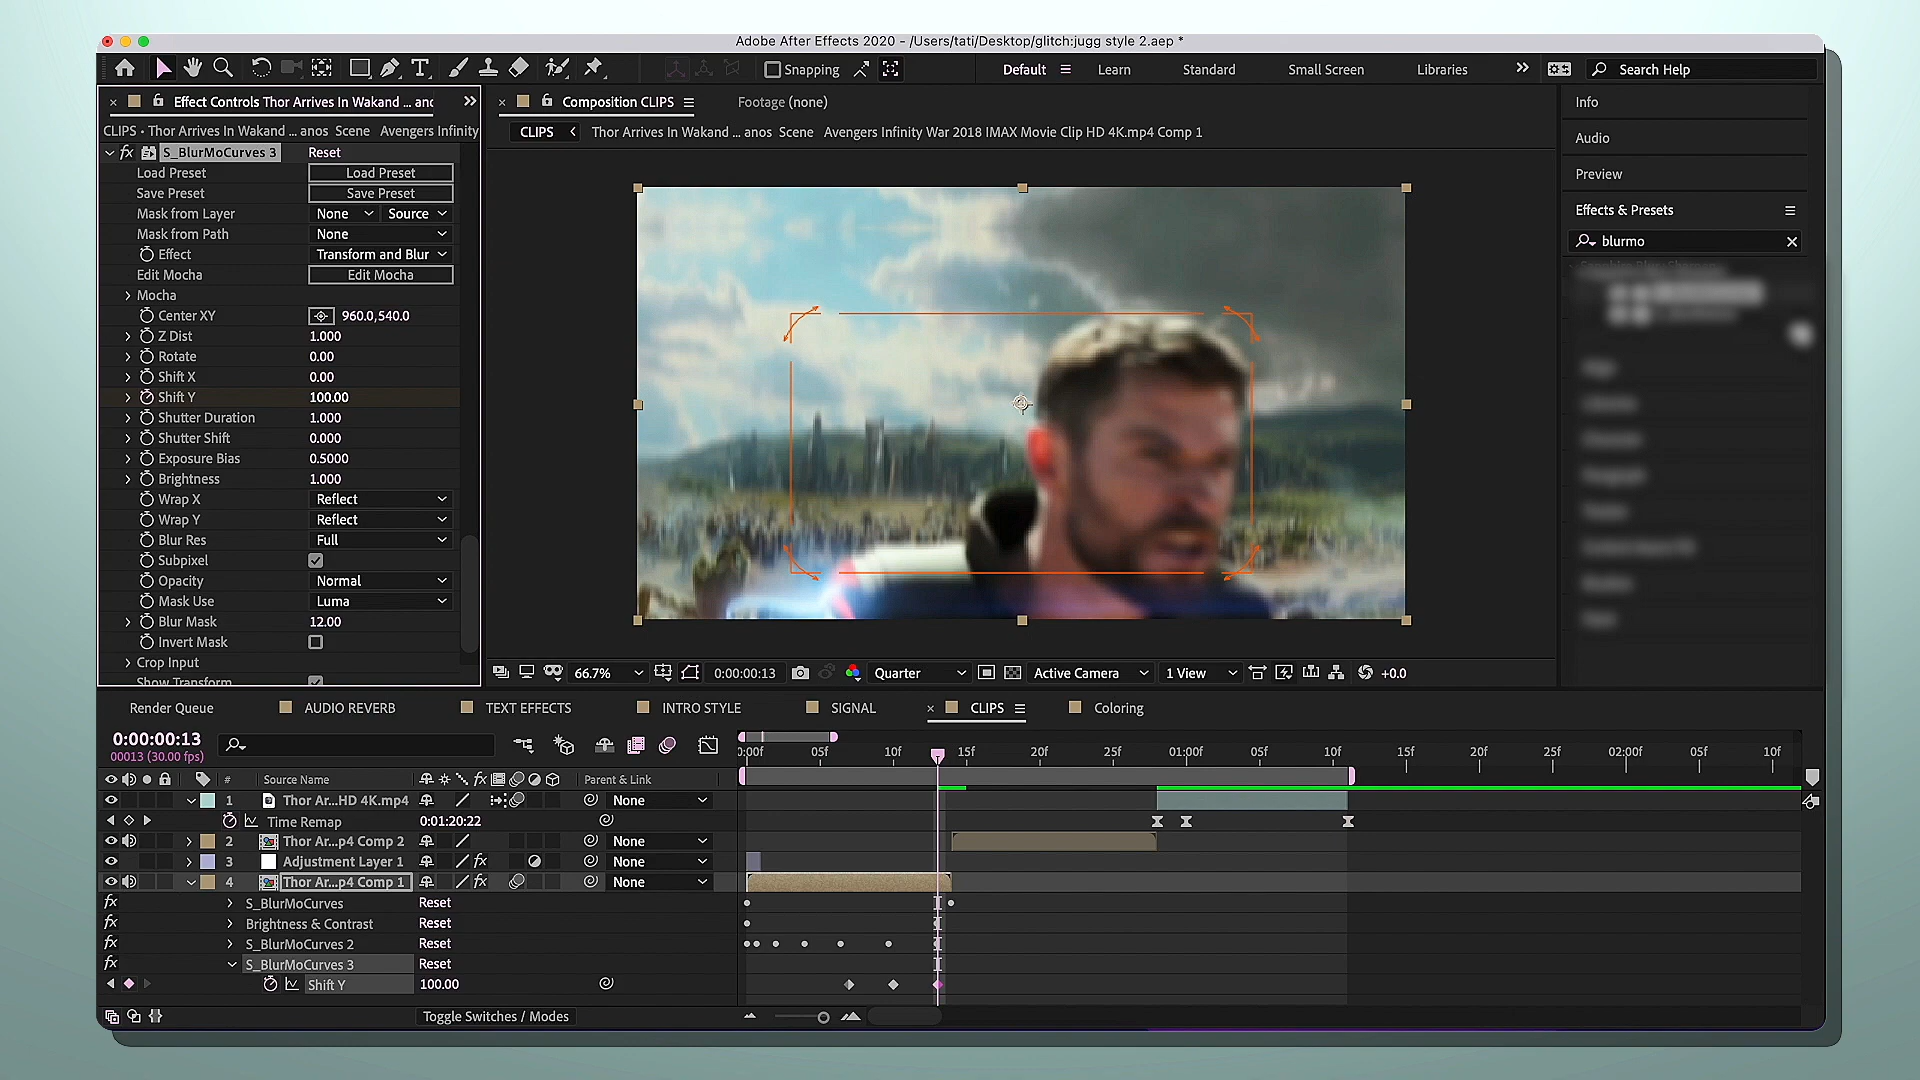 Adobe After Effects 2020 - /Users/tati/Desktop/glitch:jugg style 2.aep *
Snapping
Default
Learn
Standard
Small Screen
Libraries
Search Help
Effect Controls Thor Arrives In Wakand ... anc
CLIPS • Thor Arrives In Wakand ... anos Scene Avengers Infinity
S_BlurMoCurves 3 Reset
Load Preset Load Preset
Save Preset Save Preset
Mask from Layer None Source
Mask from Path None
Effect Transform and Blur
Edit Mocha Edit Mocha
Mocha
Center XY 960.0,540.0
Z Dist 1.000
Rotate 0.00
Shift X 0.00
Shift Y 100.00
Shutter Duration 1.000
Shutter Shift 0.000
Exposure Bias 0.5000
Brightness 1.000
Wrap X Reflect
Wrap Y Reflect
Blur Res Full
Subpixel
Opacity Normal
Mask Use Luma
Blur Mask 12.00
Invert Mask
Crop Input
Show Transform
Composition CLIPS
Footage (none)
CLIPS Thor Arrives In Wakand ... anos Scene Avengers Infinity War 2018 IMAX Movie Clip HD 4K.mp4 Comp 1
66.7% 0:00:00:13 Quarter Active Camera 1 View +0.0
Info
Audio
Preview
Effects & Presets
blurmo
Render Queue
AUDIO REVERB
TEXT EFFECTS
INTRO STYLE
SIGNAL
CLIPS
Coloring
0:00:00:13
00013 (30.00 fps)
0:00f 05f 10f 15f 20f 25f 01:00f 05f 10f 15f 20f 25f 02:00f 05f 10f
# Source Name fx Parent & Link
1 Thor Ar...HD 4K.mp4 None
Time Remap 0:01:20:22
2 Thor Ar...p4 Comp 2 None
3 Adjustment Layer 1 fx None
4 Thor Ar...p4 Comp 1 fx None
fx S_BlurMoCurves Reset
fx Brightness & Contrast Reset
fx S_BlurMoCurves 2 Reset
fx S_BlurMoCurves 3 Reset
Shift Y 100.00
Toggle Switches / Modes